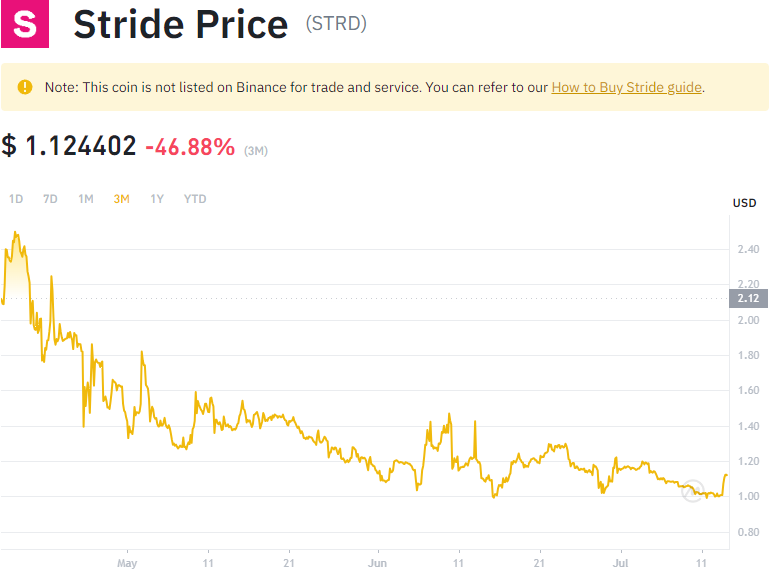 S
Stride Price (STRD)
Note: This coin is not listed on Binance for trade and service. You can refer to our How to Buy Stride guide.
$ 1.124402 -46.88% (3M)
1D 7D 1M 3M 1Y YTD
USD
2.40
2.20
2.12
2.00
1.80
1.60
1.40
1.20
1.00
0.80
May 11 21 Jun 11 21 Jul 11